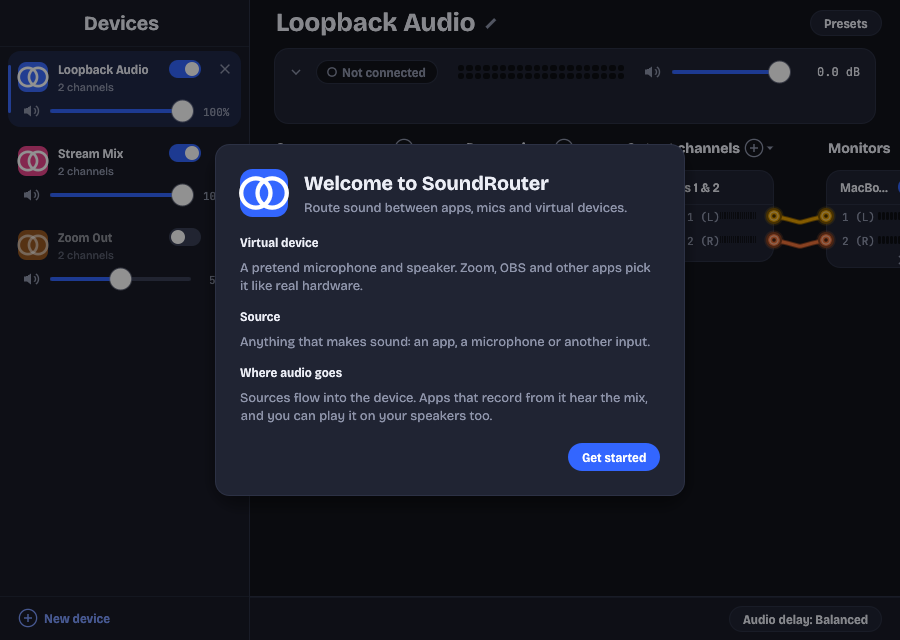 Devices
Loopback Audio
2 channels
100%
Stream Mix
2 channels
Zoom Out
2 channels
New device
Loopback Audio
Presets
Not connected
0.0 dB
channels
Monitors
s 1 & 2
1 (L)
2 (R)
MacBo...
1 (L)
2 (R)
Welcome to SoundRouter
Route sound between apps, mics and virtual devices.
Virtual device
A pretend microphone and speaker. Zoom, OBS and other apps pick
it like real hardware.
Source
Anything that makes sound: an app, a microphone or another input.
Where audio goes
Sources flow into the device. Apps that record from it hear the mix,
and you can play it on your speakers too.
Get started
Audio delay: Balanced